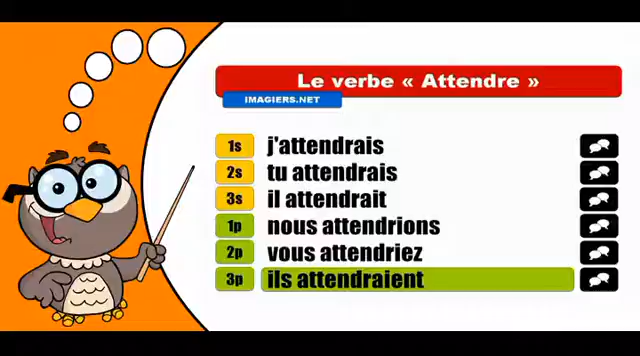 Le verbe « Attendre »
IMAGIERS.NET
1s j'attendrais
2s tu attendrais
3s il attendrait
1p nous attendrions
2p vous attendriez
3p ils attendraient